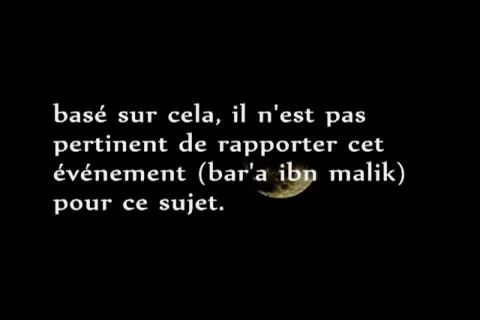 basé sur cela, il n'est pas
pertinent de rapporter cet
événement (bar'a ibn malik)
pour ce sujet.